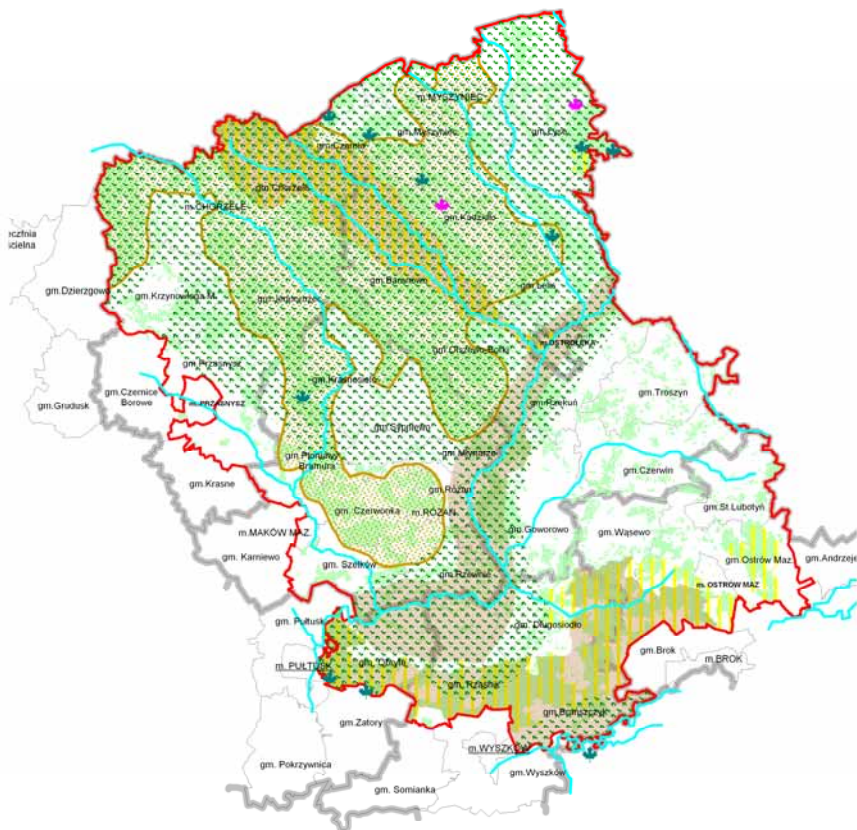 m.MYSZYNIEC
gm.Myszyniec
gm.Łyse
gm.Czarnia
gm.Chorzele
m.CHORZELE
gm.Kadzidło
ecznia
ścielna
gm.Dzierzgowo
gm.Krzynowłoga M.
gm.Jednorożec
gm.Baranowo
gm.Lelis
gm.Przasnysz
gm.Olszewo-Borki
m.OSTROŁĘKA
gm.Krasnosielc
gm.Czernice
Borowe
m. PRZASNYSZ
gm.Grudusk
gm.Rzekuń
gm.Troszyn
gm.Sypniewo
gm.Młynarze
gm.Płoniawy
Bramura
gm.Czerwin
gm.Krasne
gm.Różan
gm. Czerwonka
m.RÓŻAN
gm.St.Lubotyń
m.MAKÓW MAZ.
gm.Goworowo
gm.Wąsewo
gm. Karniewo
gm. Szelków
gm.Ostrów Maz.
gm.Andrzeje
gm.Rzewnie
m. OSTRÓW MAZ
gm. Pułtusk
gm. Długosiodło
gm.Brok
m.BROK
m. PUŁTUSK
gm. Obryte
gm. Rząśnik
gm.Brańszczyk
gm.Zatory
m.WYSZKÓW
gm. Pokrzywnica
gm.Wyszków
gm. Somianka